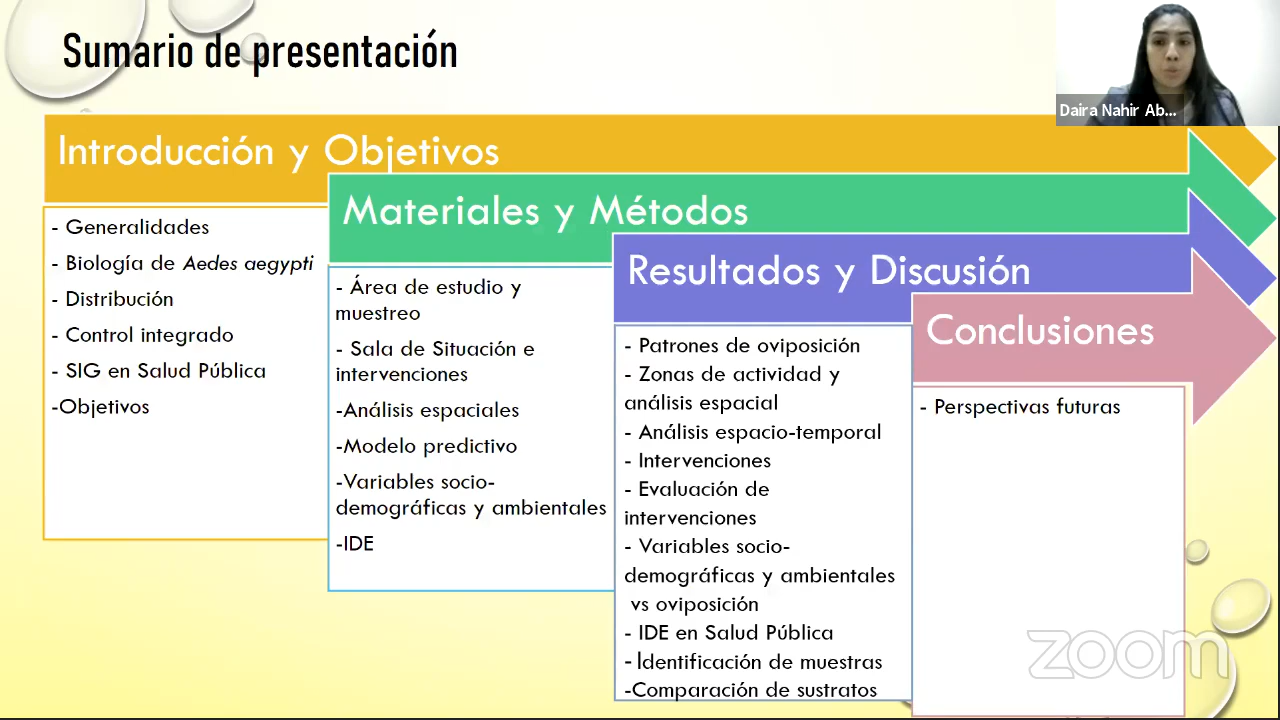 Sumario de presentación
Daira Nahir Ab...
Introducción y Objetivos
- Generalidades
- Biología de Aedes aegypti
- Distribución
- Control integrado
- SIG en Salud Pública
-Objetivos
Materiales y Métodos
- Área de estudio y
muestreo
- Sala de Situación e
intervenciones
-Análisis espaciales
-Modelo predictivo
-Variables socio-
demográficas y ambientales
-IDE
Resultados y Discusión
- Patrones de oviposición
- Zonas de actividad y
análisis espacial
- Análisis espacio-temporal
- Intervenciones
- Evaluación de
intervenciones
- Variables socio-
demográficas y ambientales
vs oviposición
- IDE en Salud Pública
- Identificación de muestras
-Comparación de sustratos
Conclusiones
- Perspectivas futuras
zoom